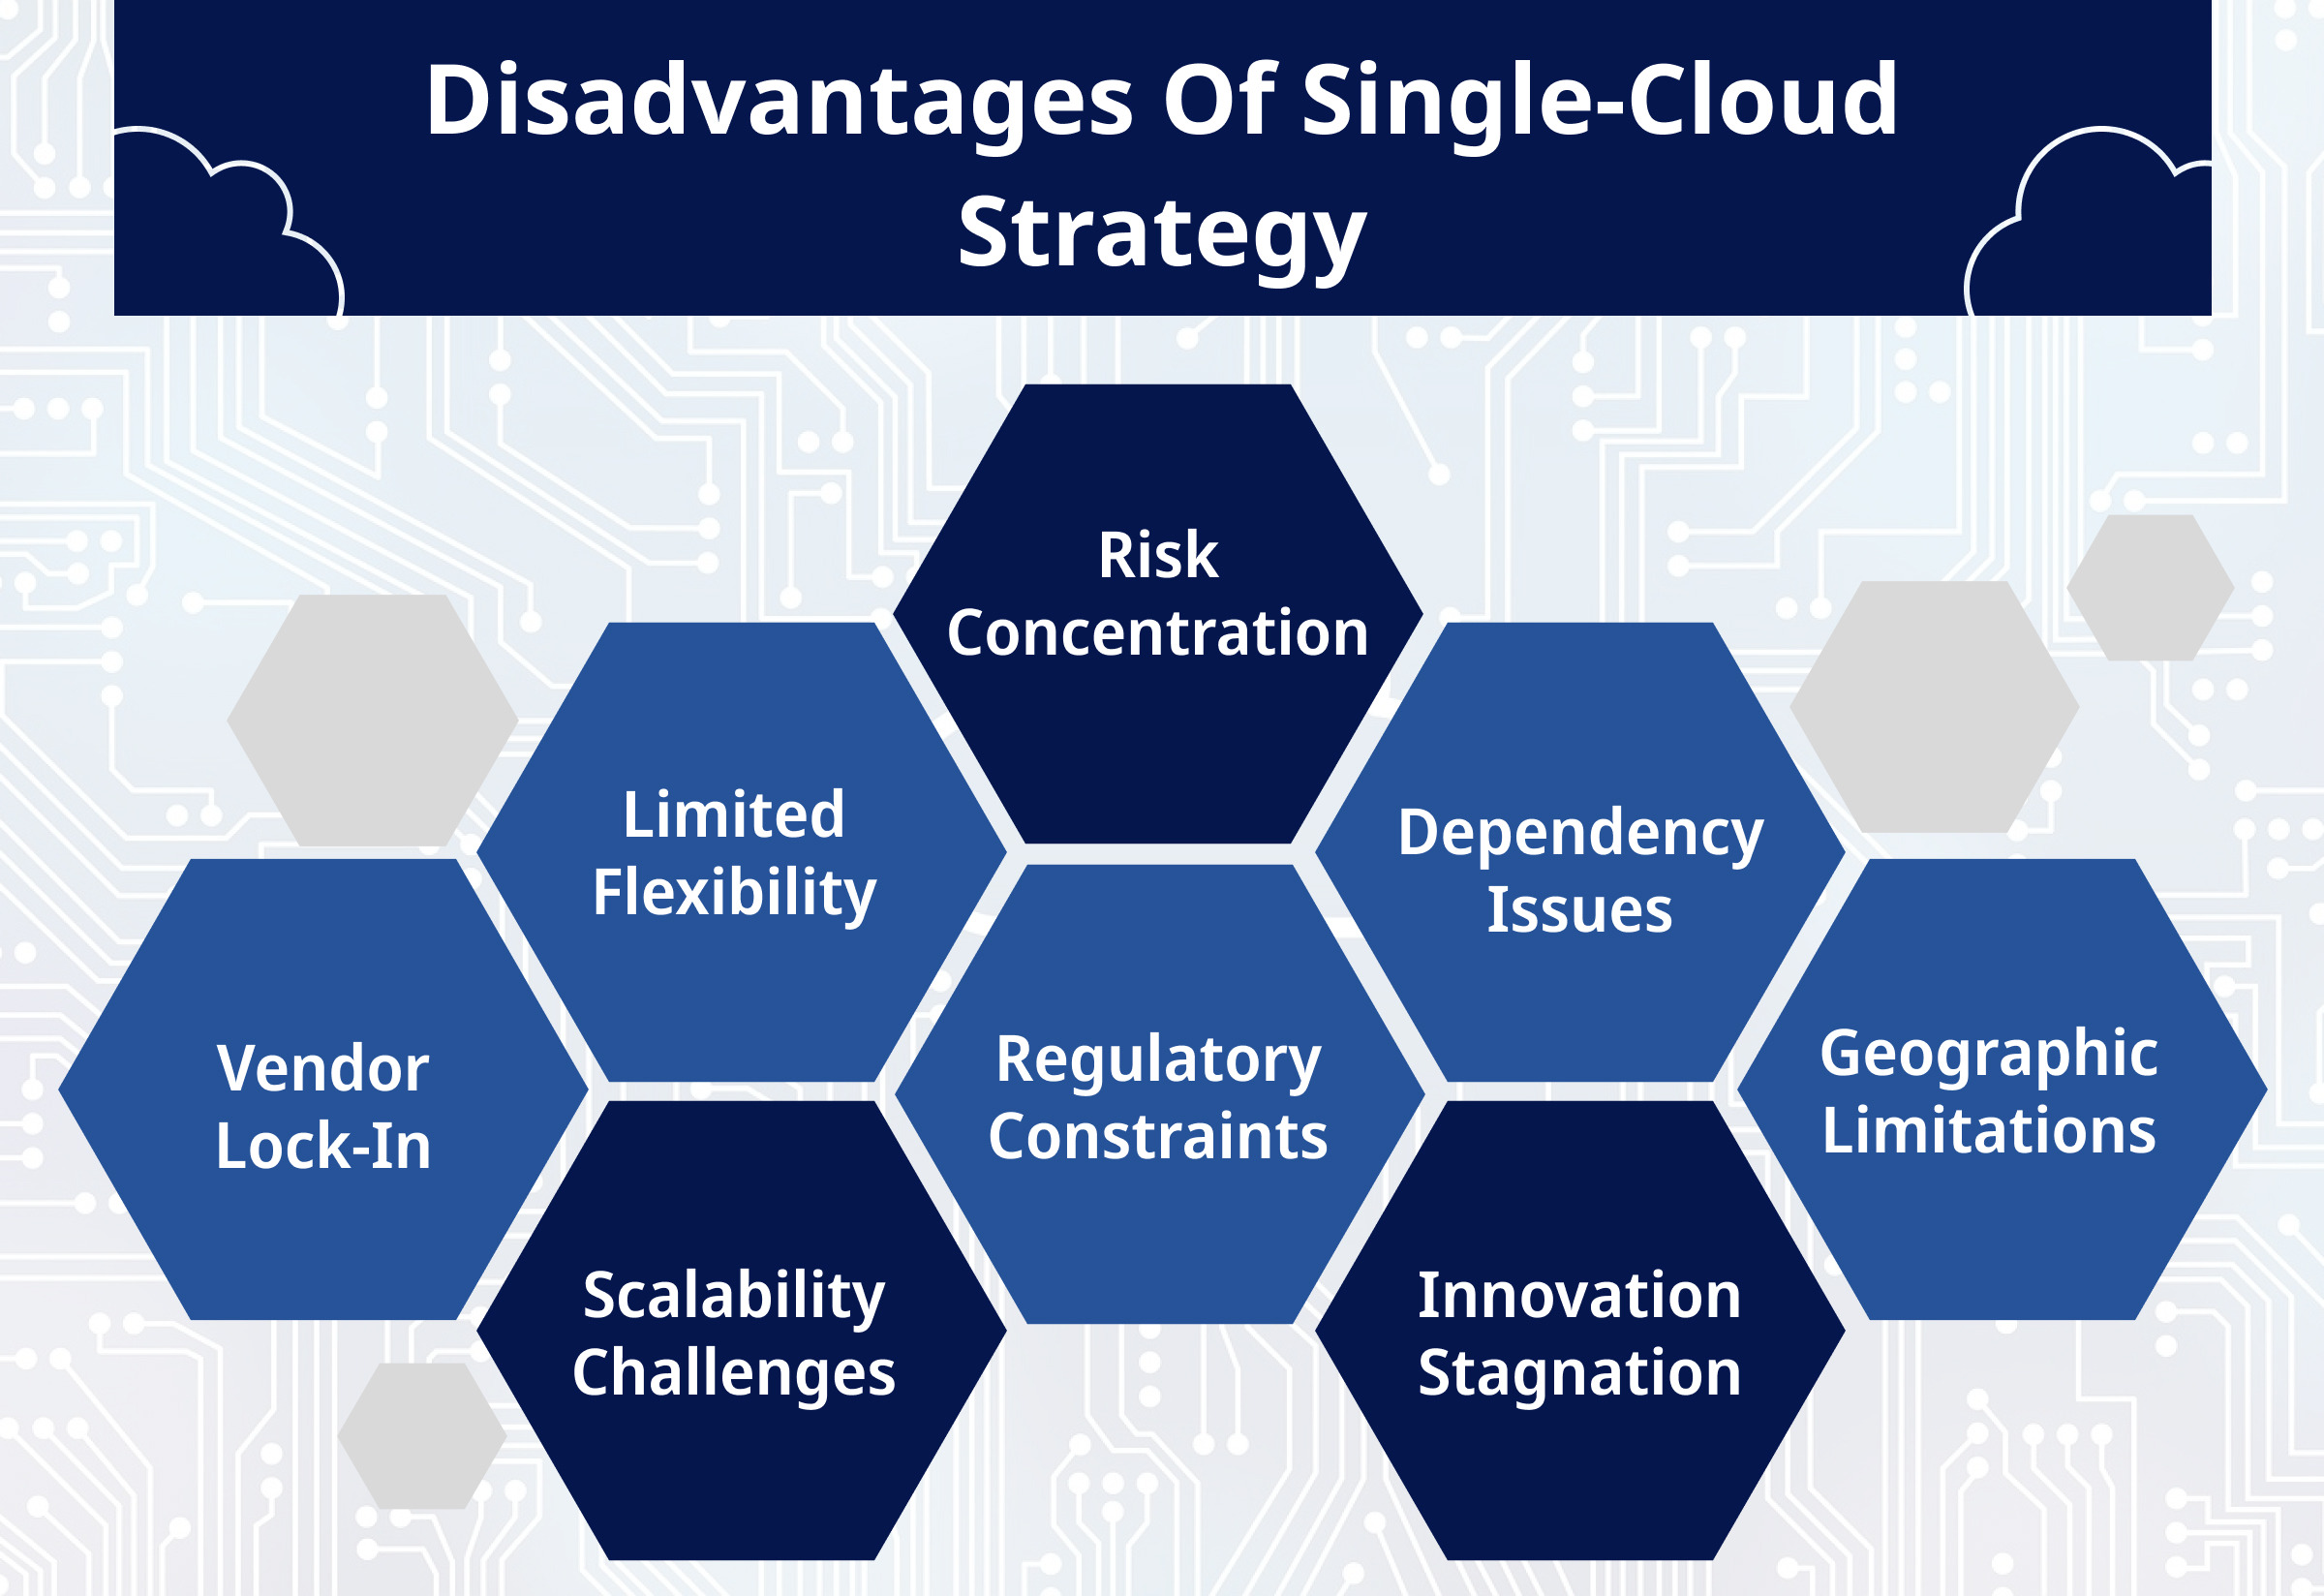 Disadvantages Of Single-Cloud
Strategy
Risk
Concentration
Limited
Flexibility
Dependency
Issues
Vendor
Lock-In
Regulatory
Constraints
Geographic
Limitations
Scalability
Challenges
Innovation
Stagnation